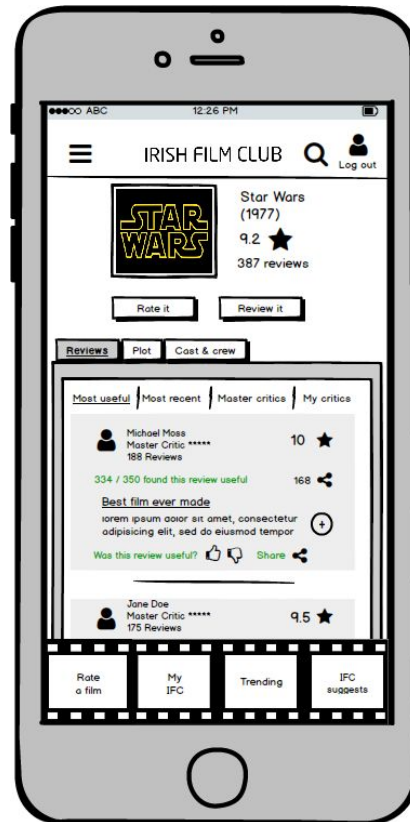 ABC 12:26 PM
IRISH FILM CLUB
Log out
STAR
WARS
Star Wars
(1977)
9.2
387 reviews
Rate it Review it
Reviews Plot Cast & crew
Most useful Most recent Master critics My critics
Michael Moss
Master Critic *****
188 Reviews
10
334 / 350 found this review useful 168
Best film ever made
lorem ipsum dolor sit amet, consectetur
adipisicing elit, sed do eiusmod tempor
Was this review useful? Share
Jane Doe
Master Critic *****
175 Reviews
9.5
Rate
a film
My
IFC
Trending
IFC
suggests